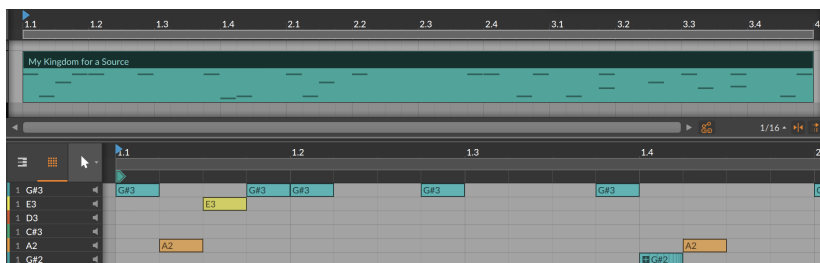 1.1 1.2 1.3 1.4 2.1 2.2 2.3 2.4 3.1 3.2 3.3 3.4 4
My Kingdom for a Source
1/16
1.1 1.2 1.3 1.4 2
1 G#3 G#3 G#3 G#3 G#3 G#3
1 E3 E3
1 D3
1 C#3
1 A2 A2 A2
1 G#2 G#2